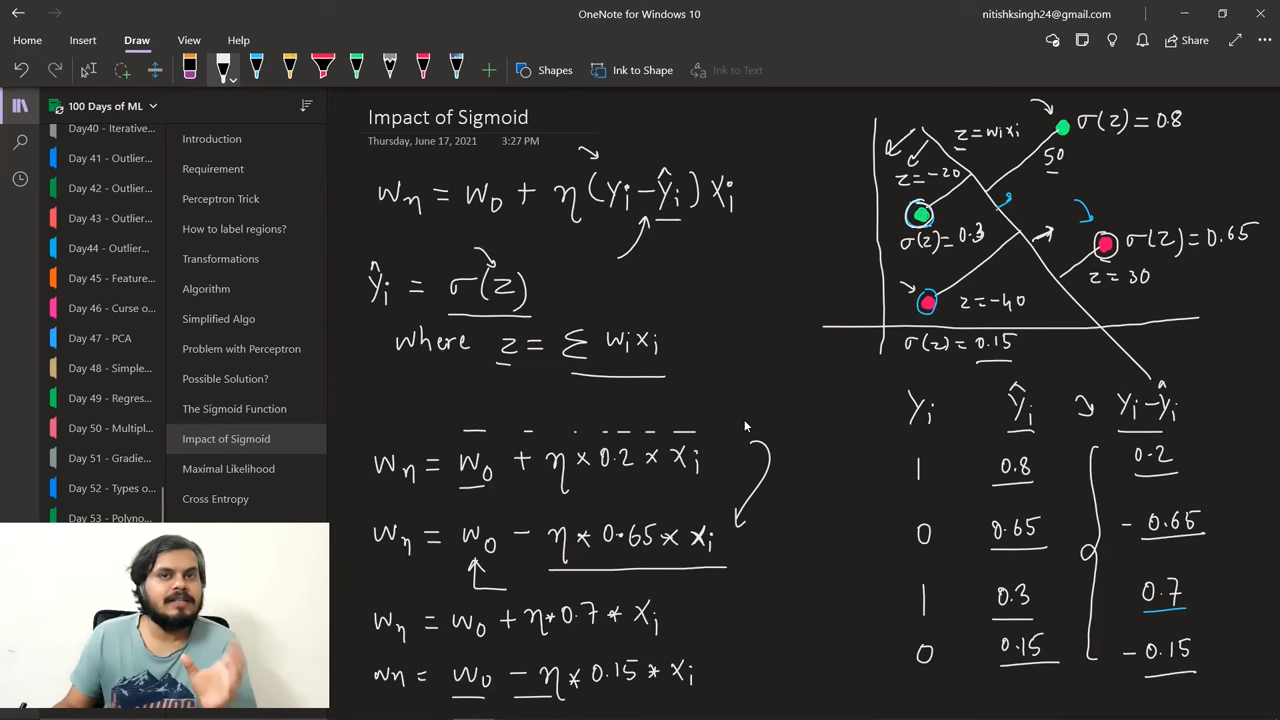 OneNote for Windows 10
nitishksingh24@gmail.com
Home Insert Draw View Help
Share
Shapes Ink to Shape Ink to Text
100 Days of ML
Day40 - Iterative...
Day 41 - Outlier...
Day 42 - Outlier...
Day 43 - Outlier...
Day44 - Outlier...
Day 45 - Feature...
Day 46 - Curse o...
Day 47 - PCA
Day 48 - Simple...
Day 49 - Regres...
Day 50 - Multipl...
Day 51 - Gradie...
Day 52 - Types o...
Day 53 - Polyno...
Introduction
Requirement
Perceptron Trick
How to label regions?
Transformations
Algorithm
Simplified Algo
Problem with Perceptron
Possible Solution?
The Sigmoid Function
Impact of Sigmoid
Maximal Likelihood
Cross Entropy
Impact of Sigmoid
Thursday, June 17, 2021 3:27 PM
Wη = W0 + η (Yi - Ŷi) Xi
Ŷi = σ(z)
where z = Σ WiXi
Wη = W0 + η × 0.2 × Xi
Wη = W0 - η * 0.65 * Xi
Wη = W0 + η * 0.7 * Xi
Wη = W0 - η * 0.15 * Xi
z = WiXi
σ(z) = 0.8
50
z = -20
σ(z) = 0.3
σ(z) = 0.65
z = 30
z = -40
σ(z) = 0.15
Yi Ŷi Yi - Ŷi
1 0.8 0.2
0 0.65 - 0.65
1 0.3 0.7
0 0.15 - 0.15